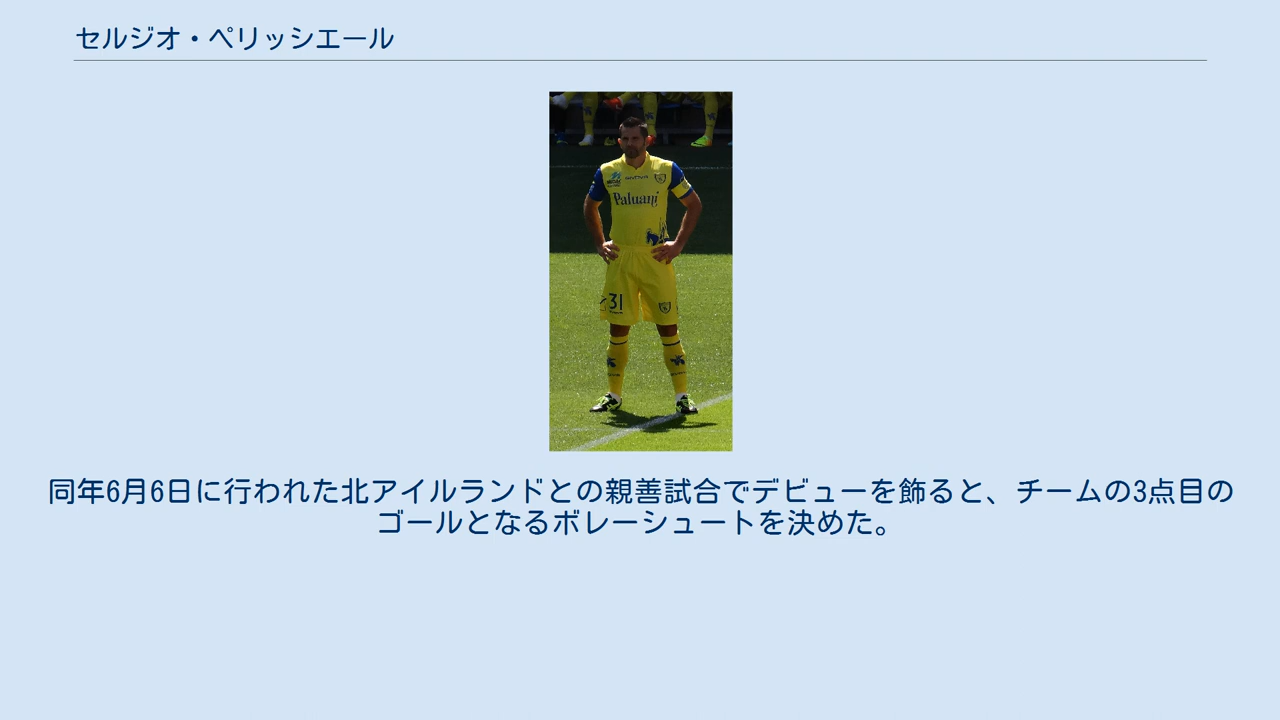 セルジオ・ペリッシエール
Paluani
31
同年6月6日に行われた北アイルランドとの親善試合でデビューを飾ると、チームの3点目の
ゴールとなるボレーシュートを決めた。